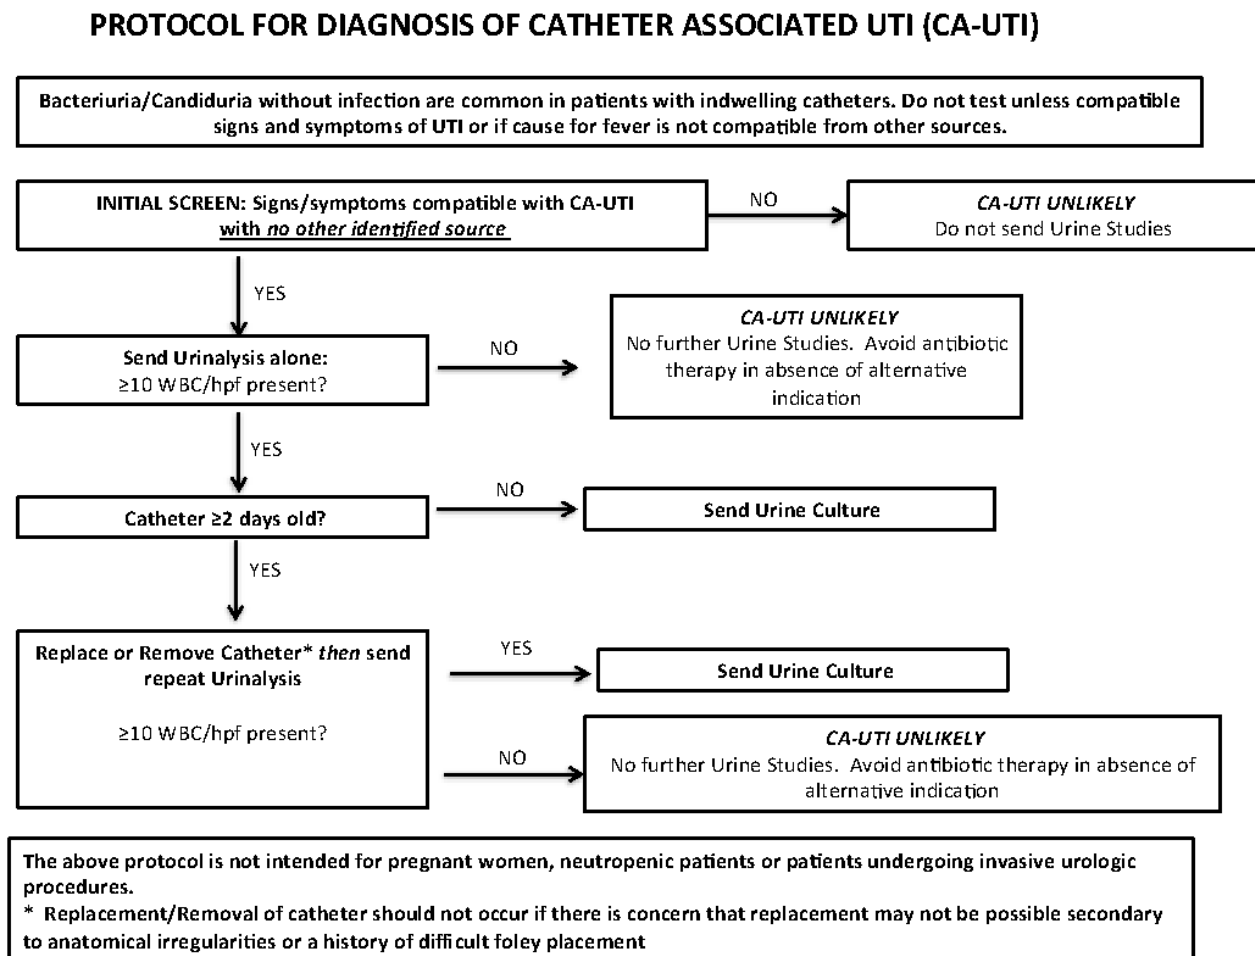 PROTOCOL FOR DIAGNOSIS OF CATHETER ASSOCIATED UTI (CA-UTI)
Bacteriuria/Candiduria without infection are common in patients with indwelling catheters. Do not test unless compatible
signs and symptoms of UTI or if cause for fever is not compatible from other sources.
INITIAL SCREEN: Signs/symptoms compatible with CA-UTI
with no other identified source
NO
CA-UTI UNLIKELY
Do not send Urine Studies
YES
Send Urinalysis alone:
≥10 WBC/hpf present?
NO
CA-UTI UNLIKELY
No further Urine Studies. Avoid antibiotic
therapy in absence of alternative
indication
YES
Catheter ≥2 days old?
NO
Send Urine Culture
YES
Replace or Remove Catheter* then send
repeat Urinalysis
≥10 WBC/hpf present?
YES
Send Urine Culture
NO
CA-UTI UNLIKELY
No further Urine Studies. Avoid antibiotic therapy in absence of
alternative indication
The above protocol is not intended for pregnant women, neutropenic patients or patients undergoing invasive urologic
procedures.
* Replacement/Removal of catheter should not occur if there is concern that replacement may not be possible secondary
to anatomical irregularities or a history of difficult foley placement